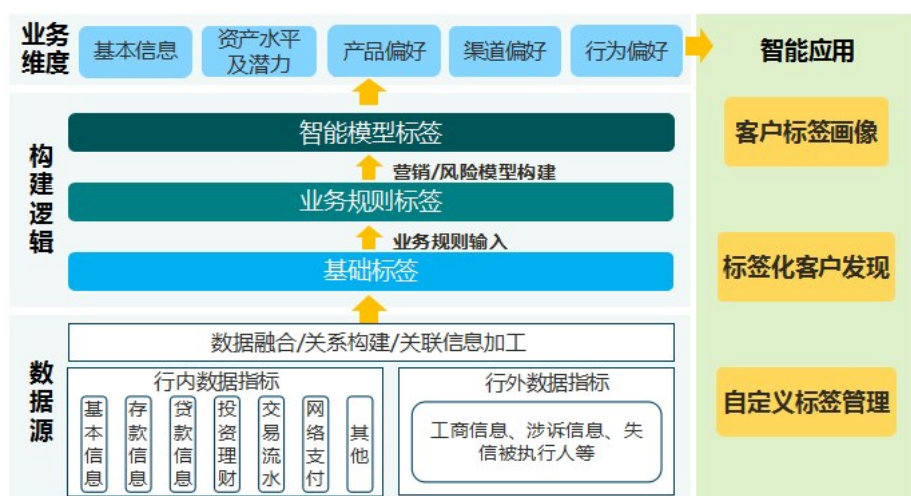 业务
维度
基本信息
资产水平
及潜力
产品偏好
渠道偏好
行为偏好
智能应用
构建逻辑
智能模型标签
营销/风险模型构建
业务规则标签
业务规则输入
基础标签
客户标签画像
标签化客户发现
自定义标签管理
数据源
数据融合/关系构建/关联信息加工
行内数据指标
基本信息
存款信息
贷款信息
投资理财
交易流水
网络支付
其他
行外数据指标
工商信息、涉诉信息、失
信被执行人等